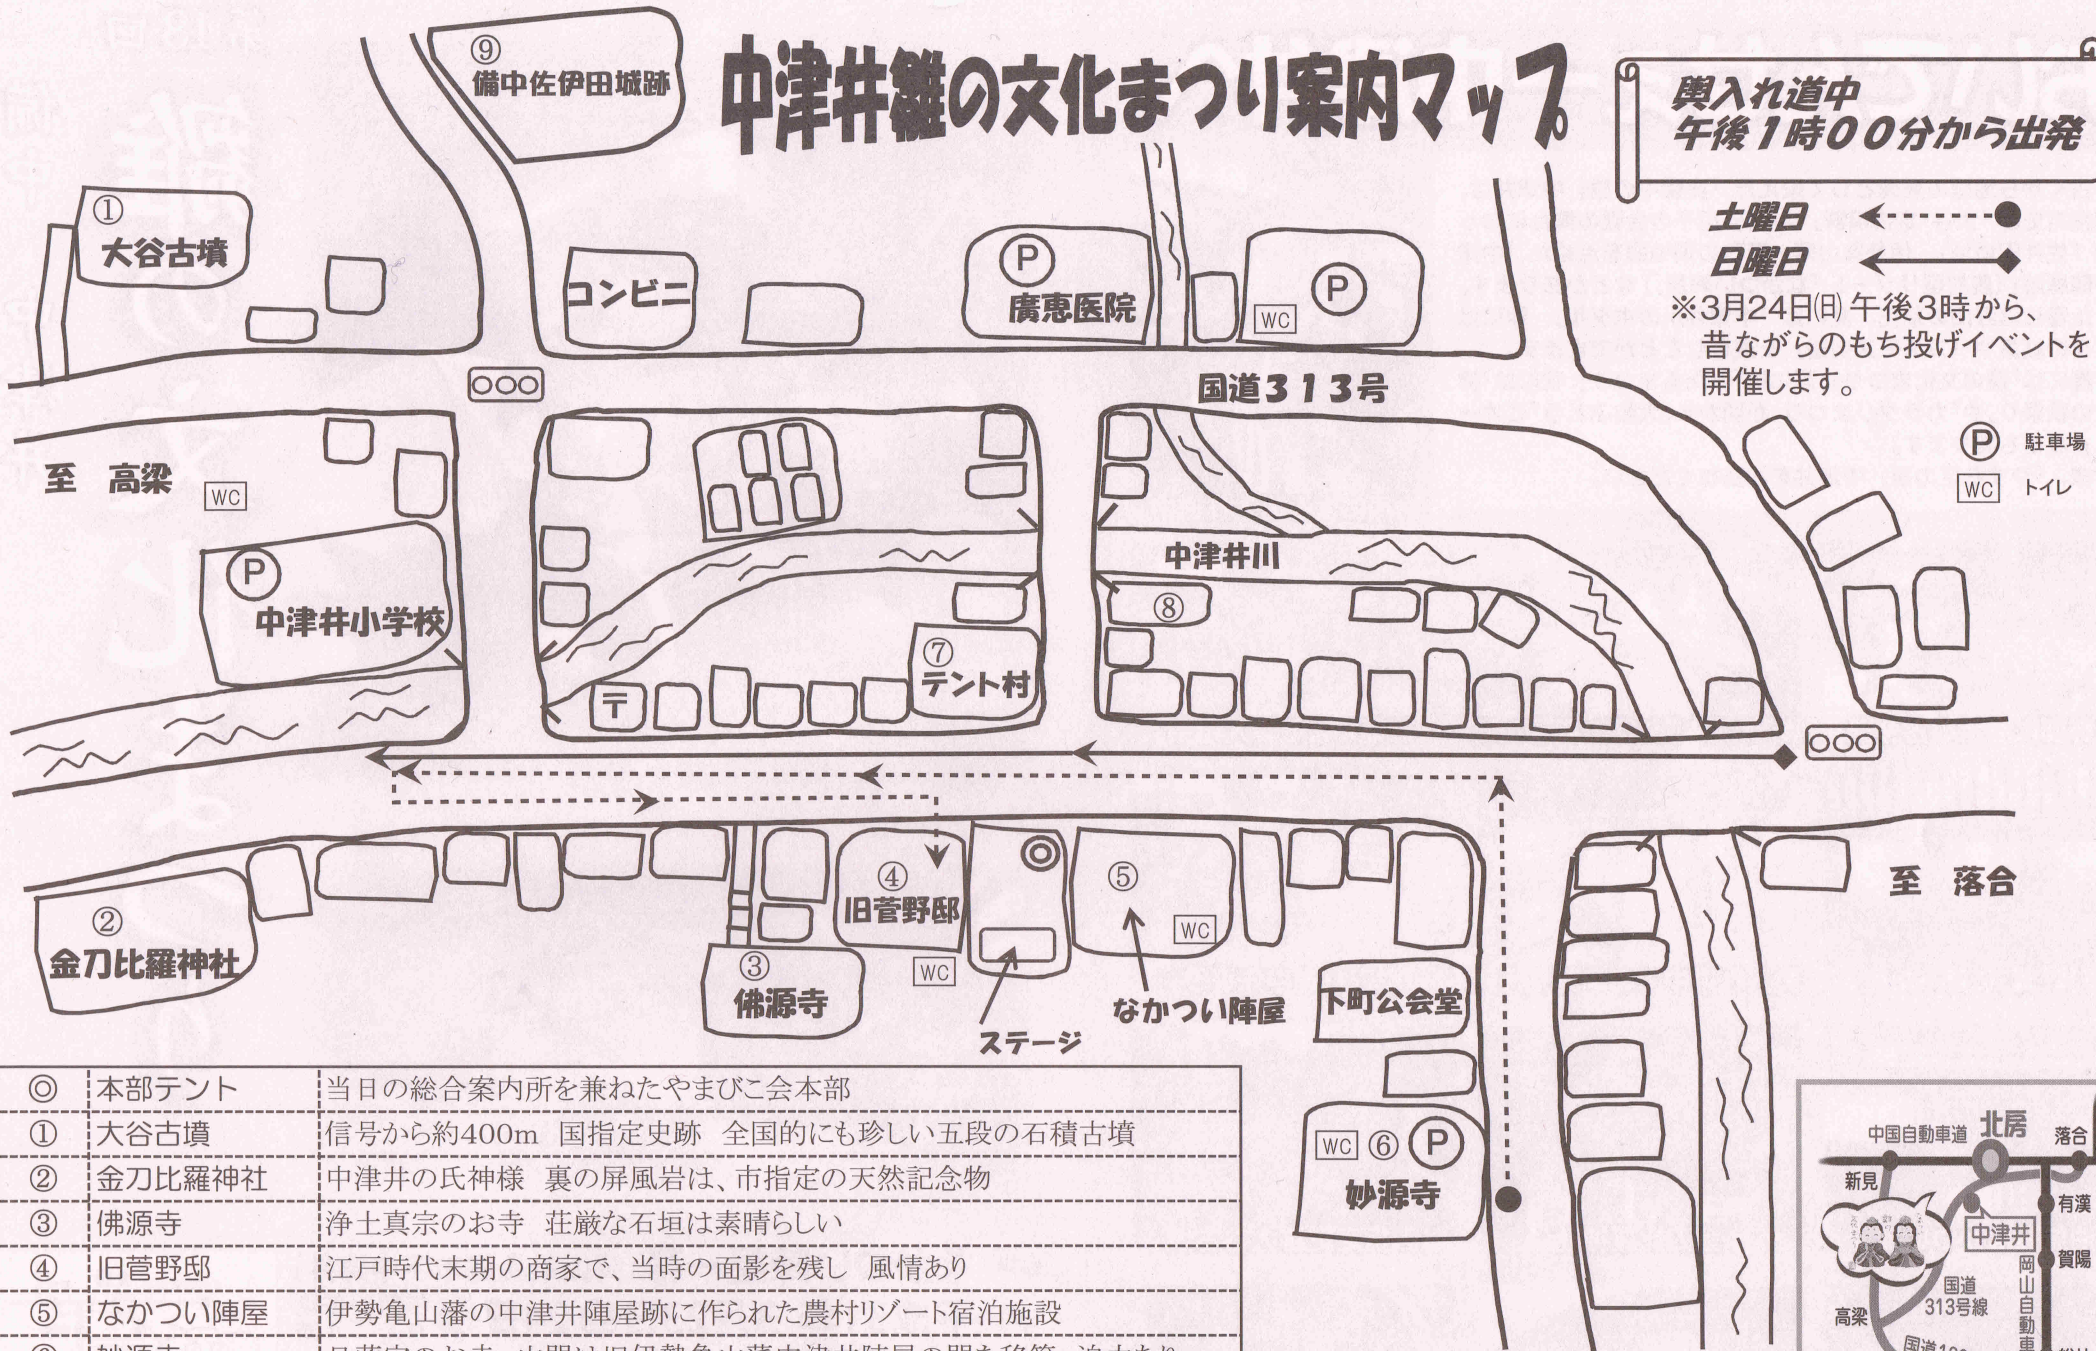 中津井雛の文化まつり案内マップ
輿入れ道中
午後1時00分から出発
土曜日
日曜日
※3月24日㈰午後3時から、
昔ながらのもち投げイベントを
開催します。
Ⓟ 駐車場
WC トイレ
⑨
備中佐伊田城跡
①
大谷古墳
コンビニ
Ⓟ
廣恵医院
WC
Ⓟ
国道313号
至 高梁
WC
Ⓟ
中津井小学校
中津井川
⑧
⑦
テント村
〒
②
金刀比羅神社
③
佛源寺
④
旧菅野邸
WC
◎
ステージ
⑤
WC
なかつい陣屋
下町公会堂
至 落合
WC ⑥ Ⓟ
妙源寺
◎ 本部テント 当日の総合案内所を兼ねたやまびこ会本部
① 大谷古墳 信号から約400m 国指定史跡 全国的にも珍しい五段の石積古墳
② 金刀比羅神社 中津井の氏神様 裏の屏風岩は、市指定の天然記念物
③ 佛源寺 浄土真宗のお寺 荘厳な石垣は素晴らしい
④ 旧菅野邸 江戸時代末期の商家で、当時の面影を残し 風情あり
⑤ なかつい陣屋 伊勢亀山藩の中津井陣屋跡に作られた農村リゾート宿泊施設
中国自動車道
北房
落合
新見
有漢
中津井
賀陽
国道
313号線
岡山自動車
高梁